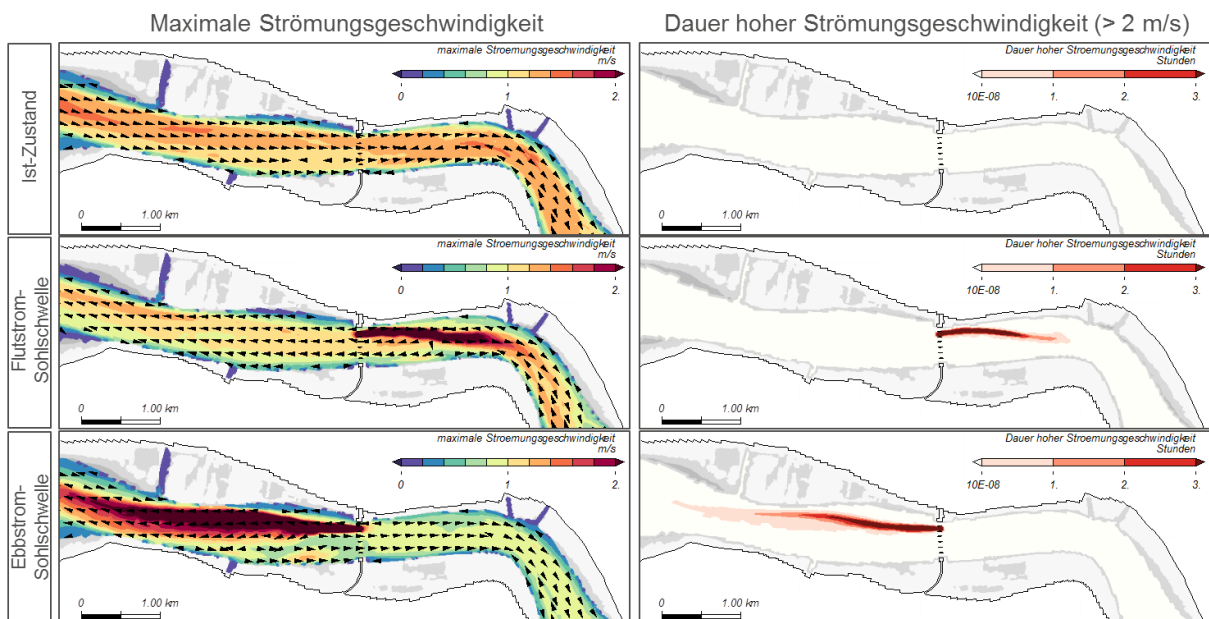 Maximale Strömungsgeschwindigkeit
Dauer hoher Strömungsgeschwindigkeit (> 2 m/s)
Ist-Zustand
maximale Stroemungsgeschwindigkeit
m/s
0 1 2.
0 1.00 km
Dauer hoher Stroemungsgeschwindigkeit
Stunden
10E-08 1. 2. 3.
0 1.00 km
Flutstrom-
Sohlschwelle
maximale Stroemungsgeschwindigkeit
m/s
0 1 2.
0 1.00 km
Dauer hoher Stroemungsgeschwindigkeit
Stunden
10E-08 1. 2. 3.
0 1.00 km
Ebbstrom-
Sohlschwelle
maximale Stroemungsgeschwindigkeit
m/s
0 1 2.
0 1.00 km
Dauer hoher Stroemungsgeschwindigkeit
Stunden
10E-08 1. 2. 3.
0 1.00 km